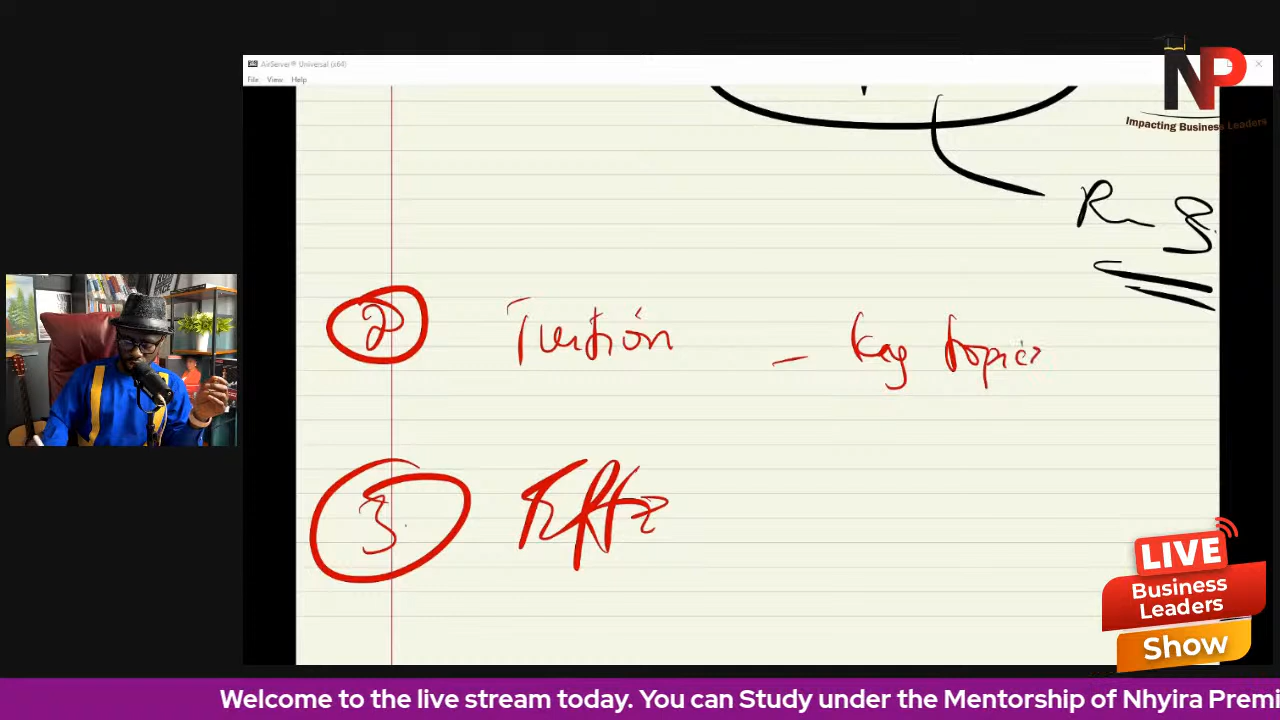 AirServer® Universal (x64)
File View Help
NP
Impacting Business Leaders
2 Tuition – key topics
3
LIVE
Business
Leaders
Show
Welcome to the live stream today. You can Study under the Mentorship of Nhyira Premi